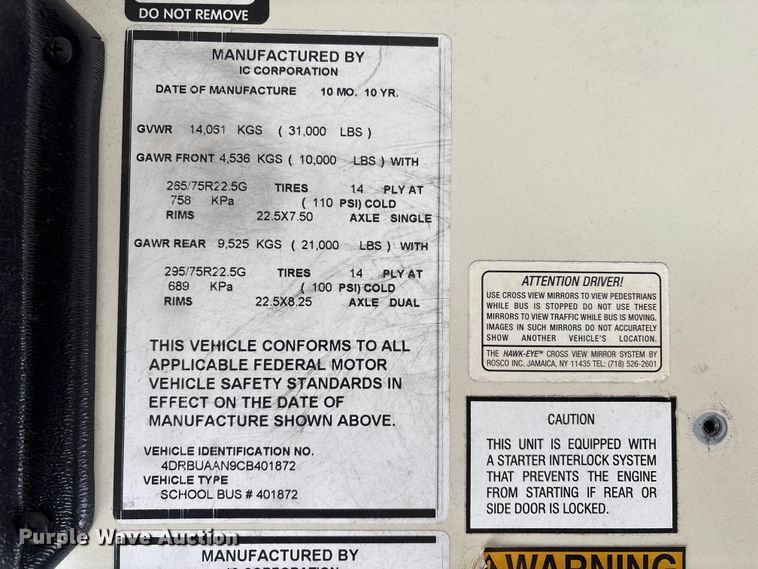 DO NOT REMOVE
MANUFACTURED BY
IC CORPORATION
DATE OF MANUFACTURE 10 MO. 10 YR.
GVWR 14,061 KGS ( 31,000 LBS )
GAWR FRONT 4,536 KGS ( 10,000 LBS ) WITH
265/75R22.5G TIRES 14 PLY AT
758 KPa ( 110 PSI) COLD
RIMS 22.5X7.50 AXLE SINGLE
GAWR REAR 9,525 KGS ( 21,000 LBS ) WITH
295/75R22.5G TIRES 14 PLY AT
689 KPa ( 100 PSI) COLD
RIMS 22.5X8.25 AXLE DUAL
THIS VEHICLE CONFORMS TO ALL
APPLICABLE FEDERAL MOTOR
VEHICLE SAFETY STANDARDS IN
EFFECT ON THE DATE OF
MANUFACTURE SHOWN ABOVE.
VEHICLE IDENTIFICATION NO.
4DRBUAAN9CB401872
VEHICLE TYPE
SCHOOL BUS # 401872
MANUFACTURED BY
IC CORPORATION
ATTENTION DRIVER!
USE CROSS VIEW MIRRORS TO VIEW PEDESTRIANS
WHILE BUS IS STOPPED DO NOT USE THESE
MIRRORS TO VIEW TRAFFIC WHILE BUS IS MOVING.
IMAGES IN SUCH MIRRORS DO NOT ACCURATELY
SHOW ANOTHER VEHICLE'S LOCATION.
THE HAWK-EYE™ CROSS VIEW MIRROR SYSTEM BY
ROSCO INC. JAMAICA, NY 11435 TEL: (718) 526-2601
CAUTION
THIS UNIT IS EQUIPPED WITH
A STARTER INTERLOCK SYSTEM
THAT PREVENTS THE ENGINE
FROM STARTING IF REAR OR
SIDE DOOR IS LOCKED.
WARNING
Purple Wave Auction